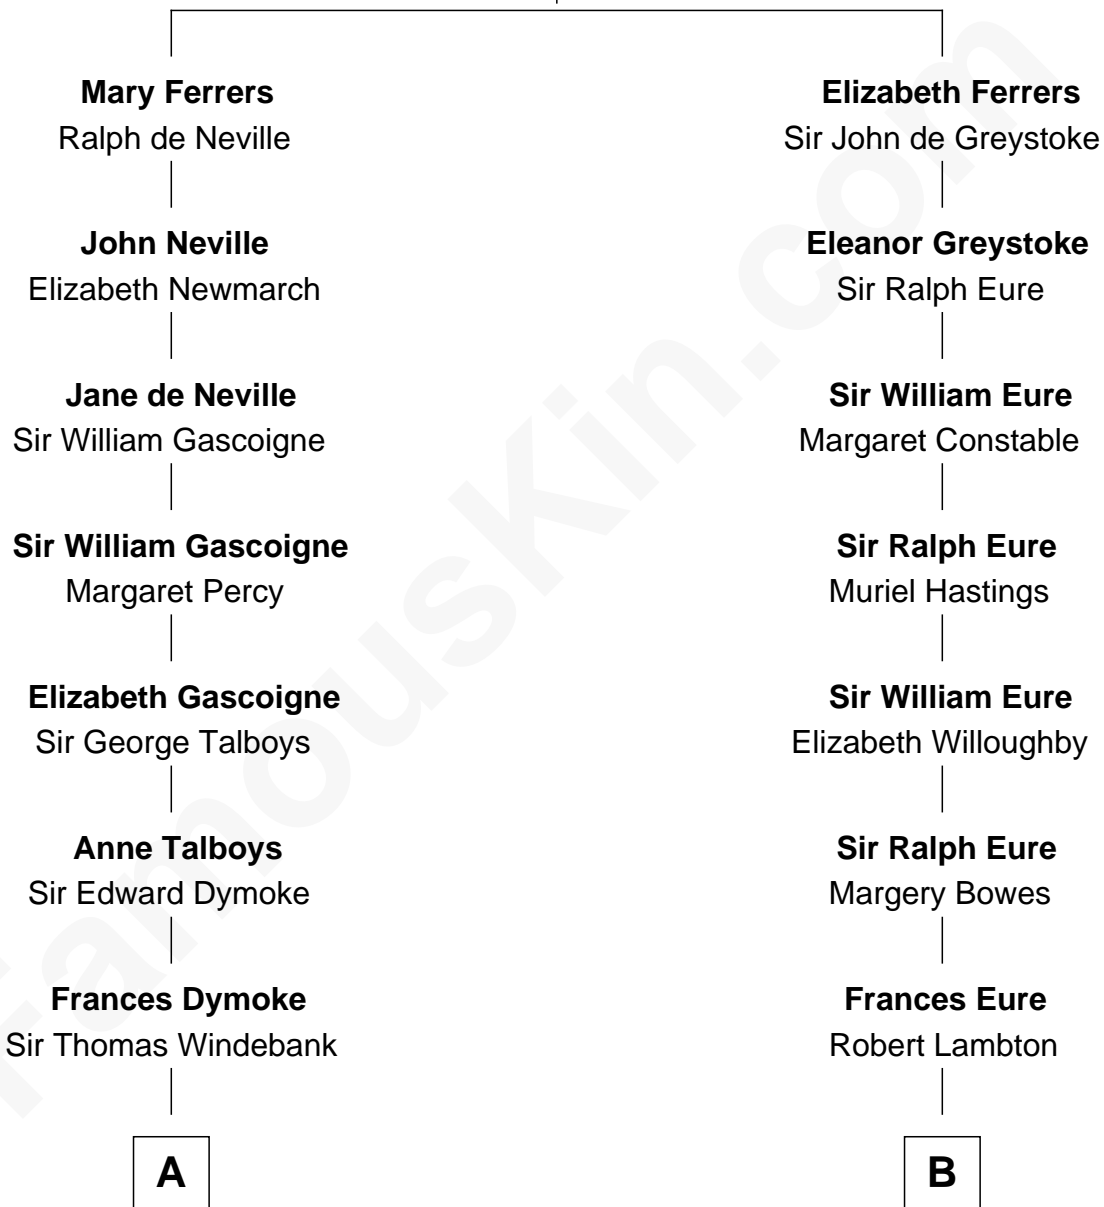 Mary Ferrers
Ralph de Neville
John Neville
Elizabeth Newmarch
Jane de Neville
Sir William Gascoigne
Sir William Gascoigne
Margaret Percy
Elizabeth Gascoigne
Sir George Talboys
Anne Talboys
Sir Edward Dymoke
Frances Dymoke
Sir Thomas Windebank
A
Elizabeth Ferrers
Sir John de Greystoke
Eleanor Greystoke
Sir Ralph Eure
Sir William Eure
Margaret Constable
Sir Ralph Eure
Muriel Hastings
Sir William Eure
Elizabeth Willoughby
Sir Ralph Eure
Margery Bowes
Frances Eure
Robert Lambton
B
FamousKin.com